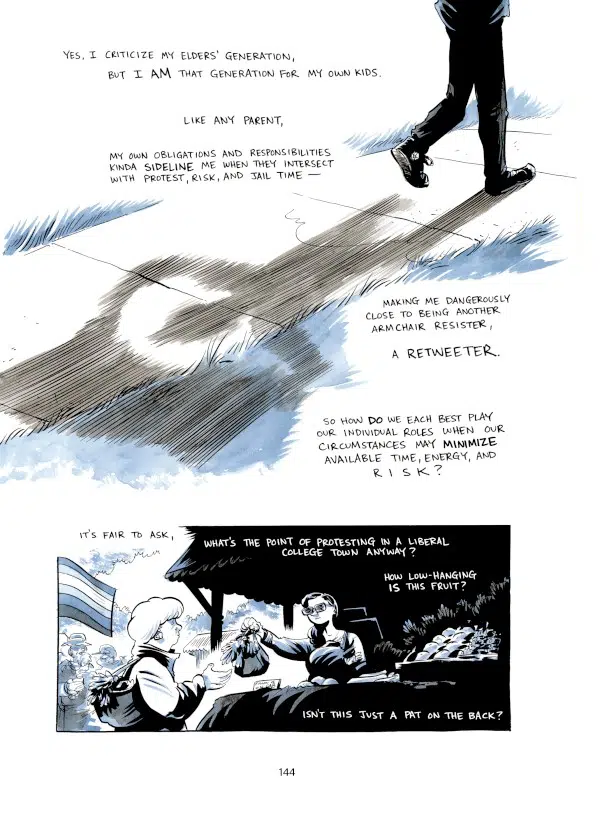 YES, I CRITICIZE MY ELDERS' GENERATION,
BUT I AM THAT GENERATION FOR MY OWN KIDS.
LIKE ANY PARENT,
MY OWN OBLIGATIONS AND RESPONSIBILITIES
KINDA SIDELINE ME WHEN THEY INTERSECT
WITH PROTEST, RISK, AND JAIL TIME —
MAKING ME DANGEROUSLY
CLOSE TO BEING ANOTHER
ARMCHAIR RESISTER,
A RETWEETER.
SO HOW DO WE EACH BEST PLAY
OUR INDIVIDUAL ROLES WHEN OUR
CIRCUMSTANCES MAY MINIMIZE
AVAILABLE TIME, ENERGY, AND
RISK?
IT'S FAIR TO ASK,
WHAT'S THE POINT OF PROTESTING IN A LIBERAL
COLLEGE TOWN ANYWAY?
HOW LOW-HANGING
IS THIS FRUIT?
ISN'T THIS JUST A PAT ON THE BACK?
144